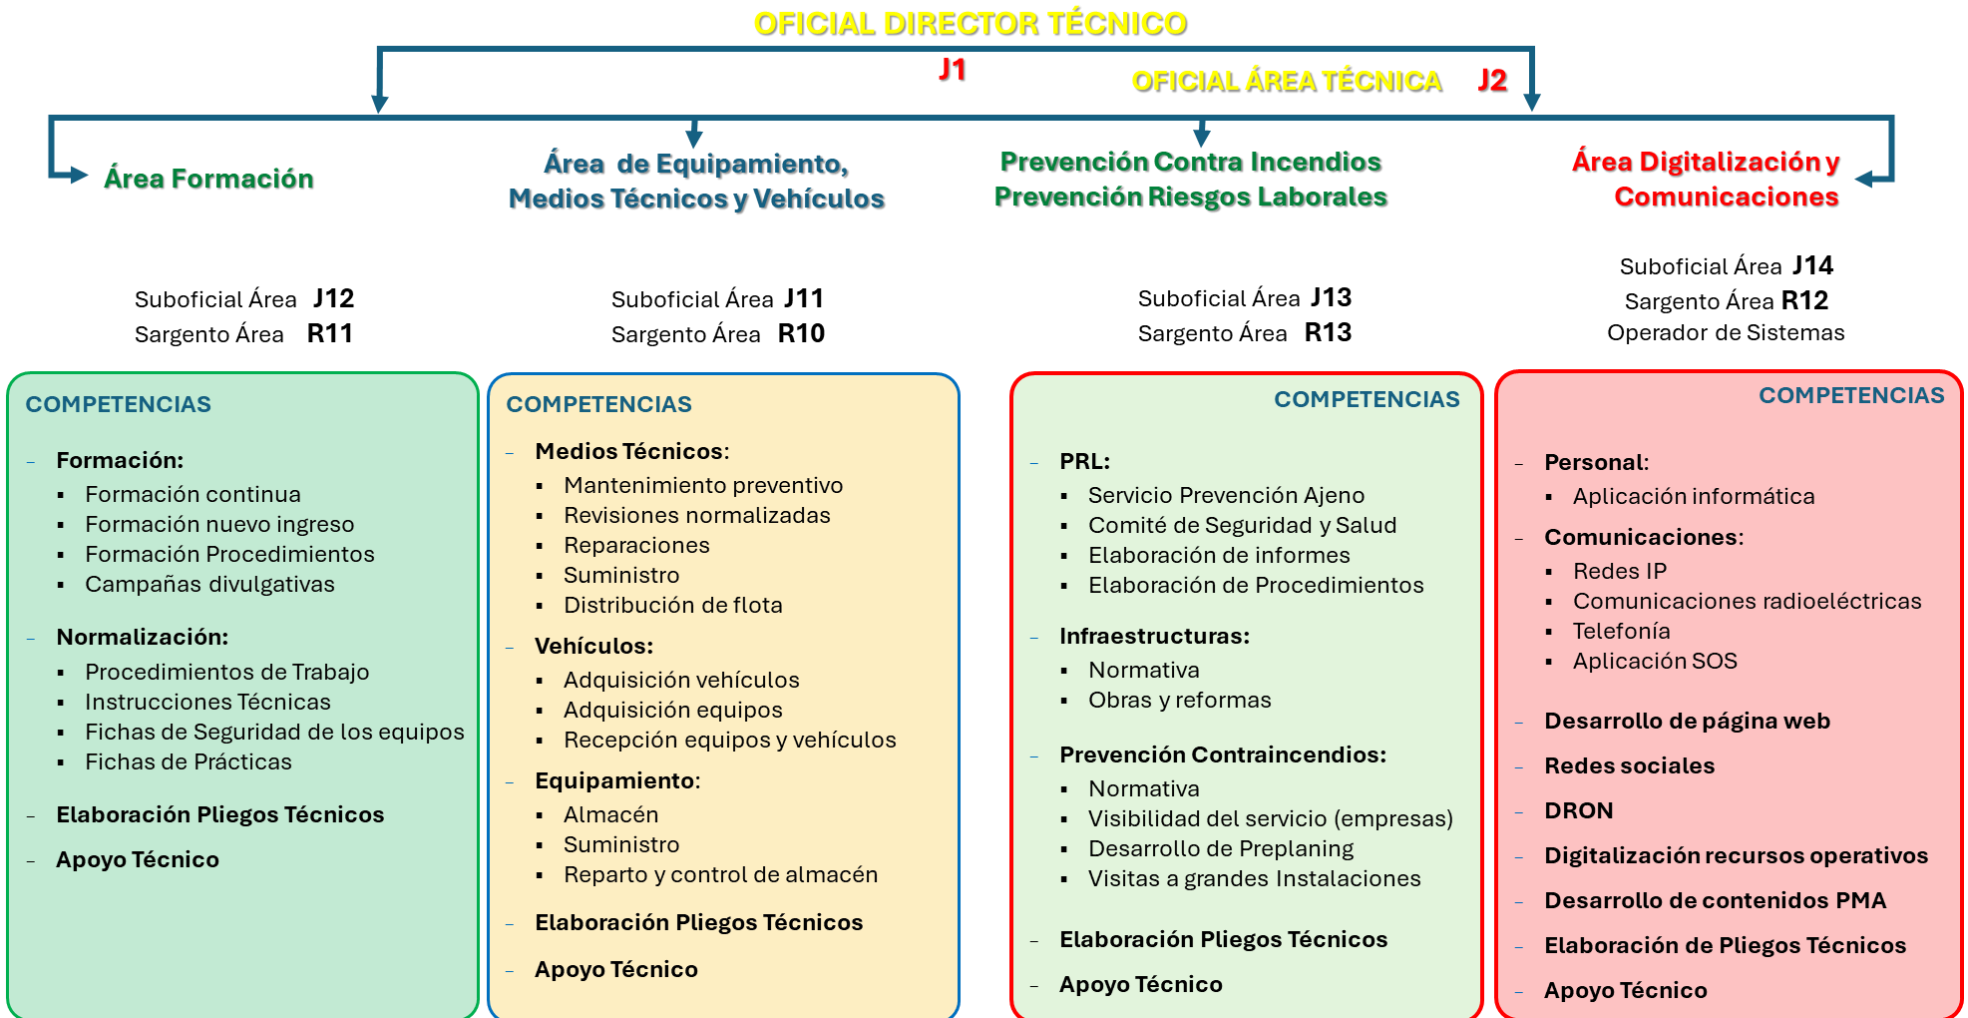 OFICIAL DIRECTOR TÉCNICO
J1
OFICIAL ÁREA TÉCNICA J2
Área Formación
Suboficial Área J12
Sargento Área R11
COMPETENCIAS
- Formación:
▪ Formación continua
▪ Formación nuevo ingreso
▪ Formación Procedimientos
▪ Campañas divulgativas
- Normalización:
▪ Procedimientos de Trabajo
▪ Instrucciones Técnicas
▪ Fichas de Seguridad de los equipos
▪ Fichas de Prácticas
- Elaboración Pliegos Técnicos
- Apoyo Técnico
Área de Equipamiento,
Medios Técnicos y Vehículos
Suboficial Área J11
Sargento Área R10
COMPETENCIAS
- Medios Técnicos:
▪ Mantenimiento preventivo
▪ Revisiones normalizadas
▪ Reparaciones
▪ Suministro
▪ Distribución de flota
- Vehículos:
▪ Adquisición vehículos
▪ Adquisición equipos
▪ Recepción equipos y vehículos
- Equipamiento:
▪ Almacén
▪ Suministro
▪ Reparto y control de almacén
- Elaboración Pliegos Técnicos
- Apoyo Técnico
Prevención Contra Incendios
Prevención Riesgos Laborales
Suboficial Área J13
Sargento Área R13
COMPETENCIAS
- PRL:
▪ Servicio Prevención Ajeno
▪ Comité de Seguridad y Salud
▪ Elaboración de informes
▪ Elaboración de Procedimientos
- Infraestructuras:
▪ Normativa
▪ Obras y reformas
- Prevención Contraincendios:
▪ Normativa
▪ Visibilidad del servicio (empresas)
▪ Desarrollo de Preplaning
▪ Visitas a grandes Instalaciones
- Elaboración Pliegos Técnicos
- Apoyo Técnico
Área Digitalización y
Comunicaciones
Suboficial Área J14
Sargento Área R12
Operador de Sistemas
COMPETENCIAS
- Personal:
▪ Aplicación informática
- Comunicaciones:
▪ Redes IP
▪ Comunicaciones radioeléctricas
▪ Telefonía
▪ Aplicación SOS
- Desarrollo de página web
- Redes sociales
- DRON
- Digitalización recursos operativos
- Desarrollo de contenidos PMA
- Elaboración de Pliegos Técnicos
- Apoyo Técnico